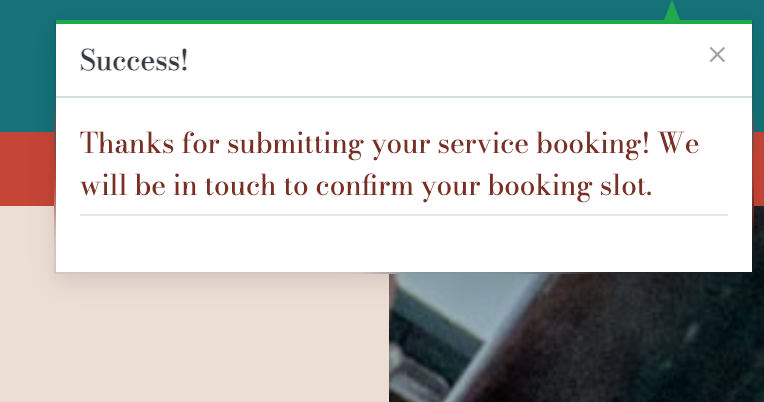 Success!
Thanks for submitting your service booking! We
will be in touch to confirm your booking slot.